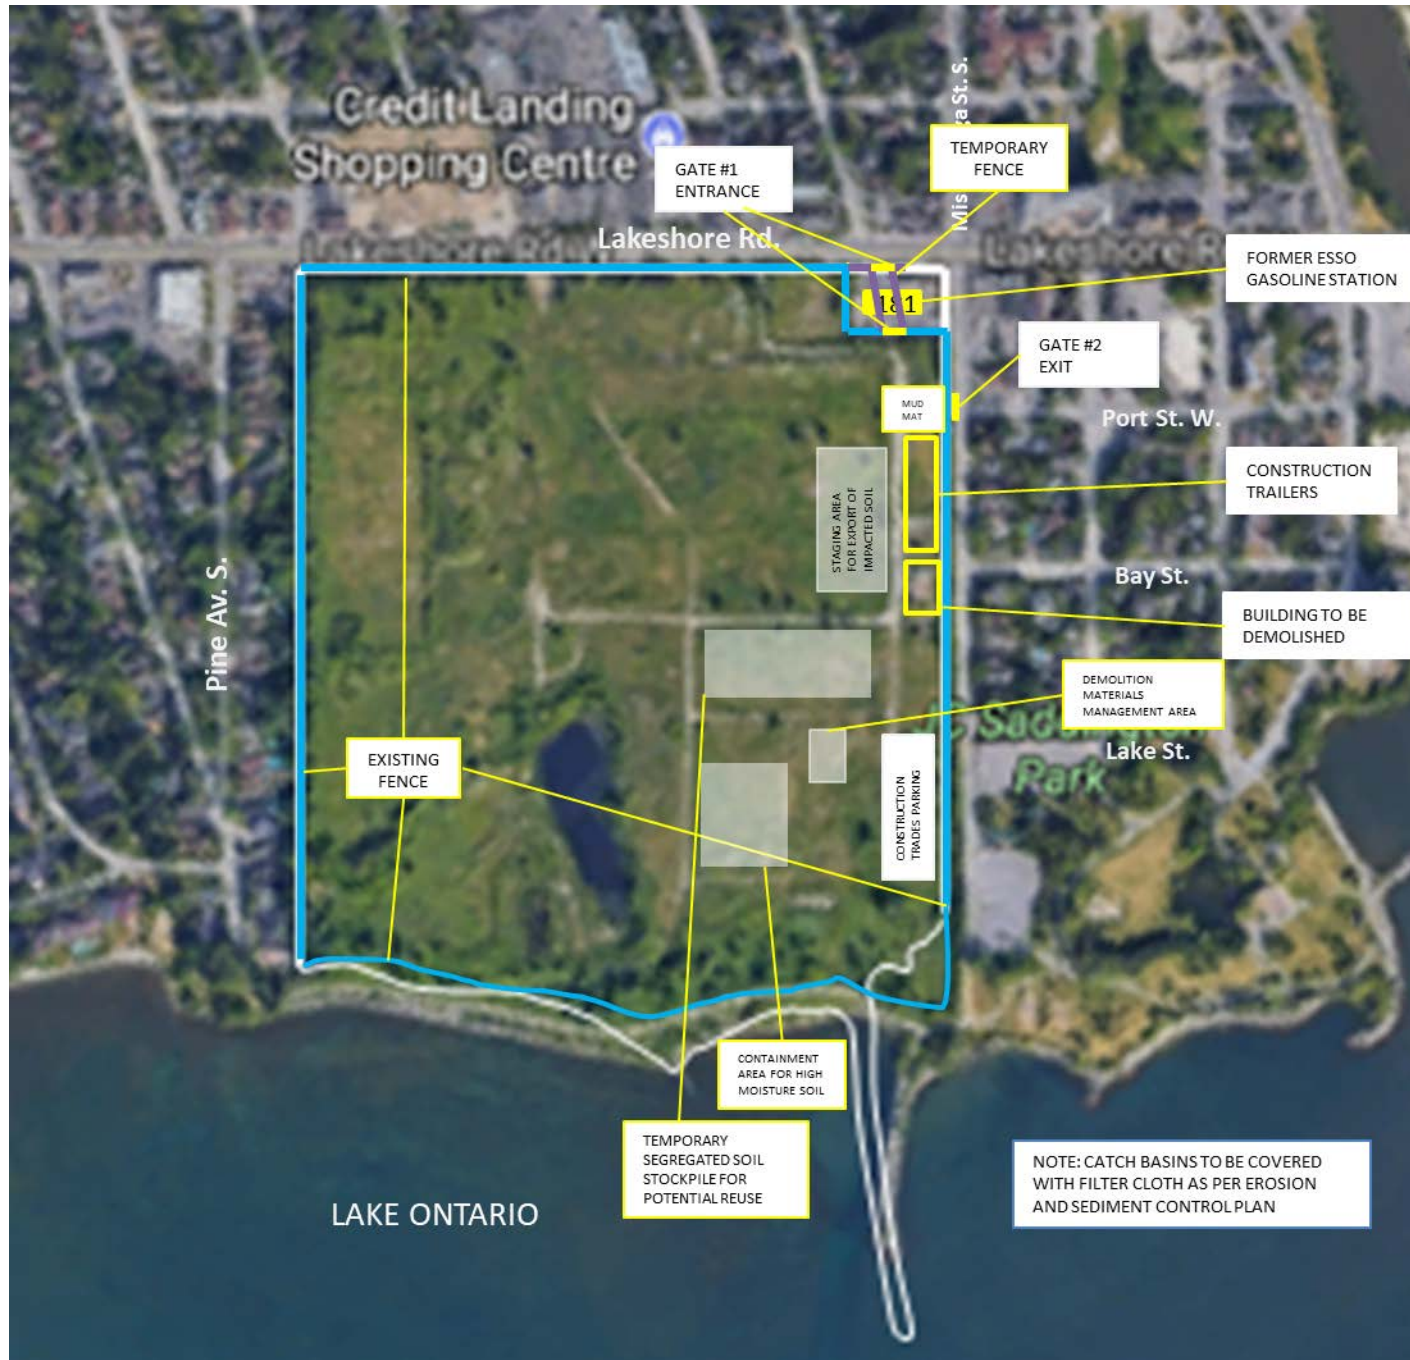 Credit Landing
Shopping Centre
GATE #1
ENTRANCE
TEMPORARY
FENCE
Lakeshore Rd.
Lakeshore
FORMER ESSO
GASOLINE STATION
181
GATE #2
EXIT
MUD
MAT
Port St. W.
STAGING AREA
FOR EXPORT OF
IMPACTED SOIL
CONSTRUCTION
TRAILERS
Pine Av. S.
Bay St.
BUILDING TO BE
DEMOLISHED
DEMOLITION
MATERIALS
MANAGEMENT AREA
Park
Lake St.
EXISTING
FENCE
CONSTRUCTION
TRADES PARKING
CONTAINMENT
AREA FOR HIGH
MOISTURE SOIL
TEMPORARY
SEGREGATED SOIL
STOCKPILE FOR
POTENTIAL REUSE
LAKE ONTARIO
NOTE: CATCH BASINS TO BE COVERED
WITH FILTER CLOTH AS PER EROSION
AND SEDIMENT CONTROL PLAN